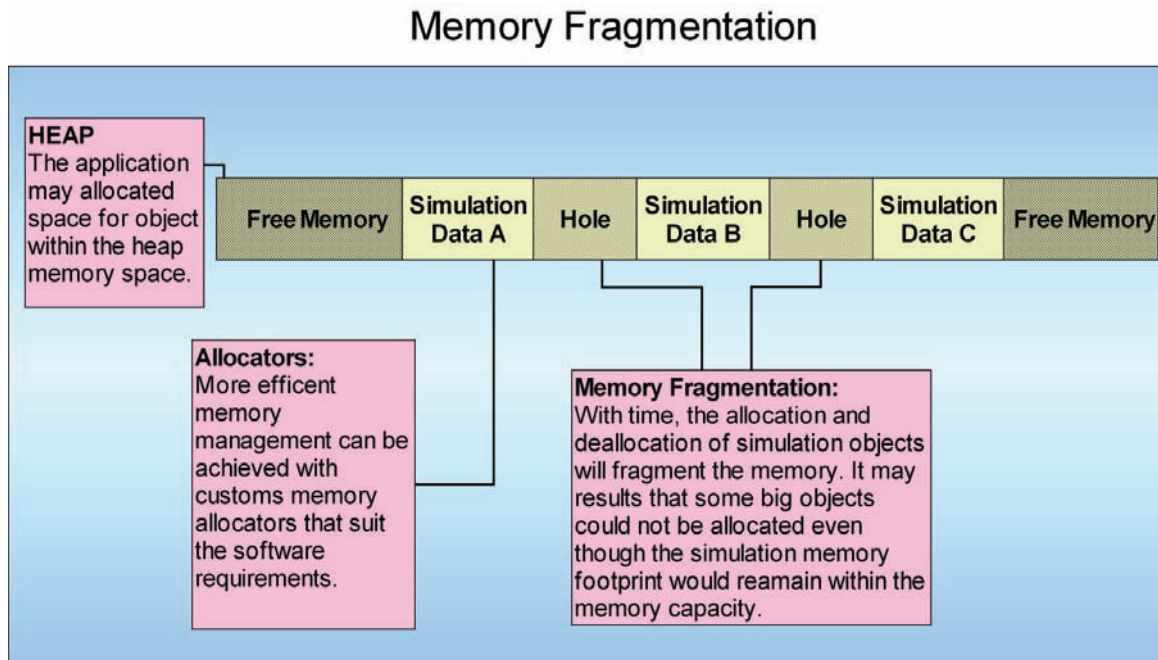 Memory Fragmentation
HEAP
The application
may allocated
space for object
within the heap
memory space.
Free Memory
Simulation
Data A
Hole
Simulation
Data B
Hole
Simulation
Data C
Free Memory
Allocators:
More efficent
memory
management can be
achieved with
customs memory
allocators that suit
the software
requirements.
Memory Fragmentation:
With time, the allocation and
deallocation of simulation objects
will fragment the memory. It may
results that some big objects
could not be allocated even
though the simulation memory
footprint would reamain within the
memory capacity.